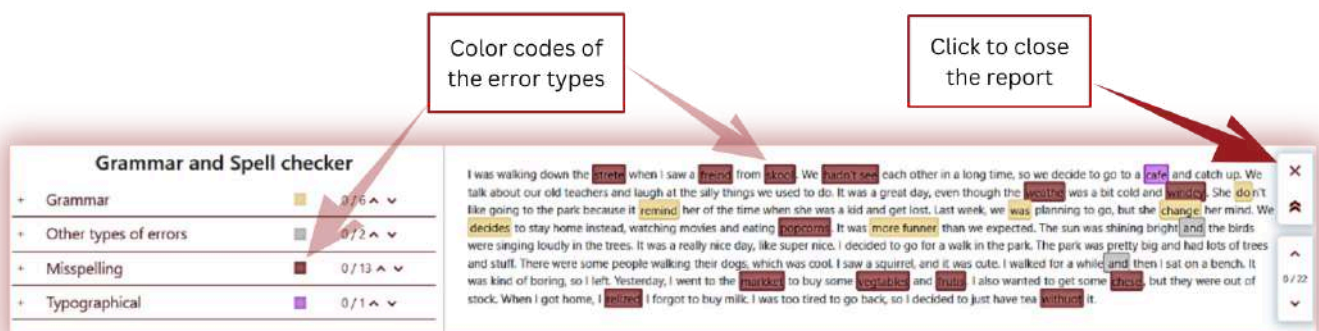 Color codes of
the error types
Click to close
the report
Grammar and Spell checker
+ Grammar 0/6
+ Other types of errors 0/2
+ Misspelling 0/13
+ Typographical 0/1
I was walking down the strete when I saw a freind from skool. We hadn't see each other in a long time, so we decide to go to a cafe and catch up. We
talk about our old teachers and laugh at the silly things we used to do. It was a great day, even though the weathe was a bit cold and windey. She don't
like going to the park because it remind her of the time when she was a kid and get lost. Last week, we was planning to go, but she change her mind. We
decides to stay home instead, watching movies and eating popcorns. It was more funner than we expected. The sun was shining bright and the birds
were singing loudly in the trees. It was a really nice day, like super nice. I decided to go for a walk in the park. The park was pretty big and had lots of trees
and stuff. There were some people walking their dogs, which was cool. I saw a squirrel, and it was cute. I walked for a while and then I sat on a bench. It
was kind of boring, so I left. Yesterday, I went to the markket to buy some vegtables and I also wanted to get some but they were out of
stock. When I got home, I relized I forgot to buy milk. I was too tired to go back, so I decided to just have tea withuot it.
0/22